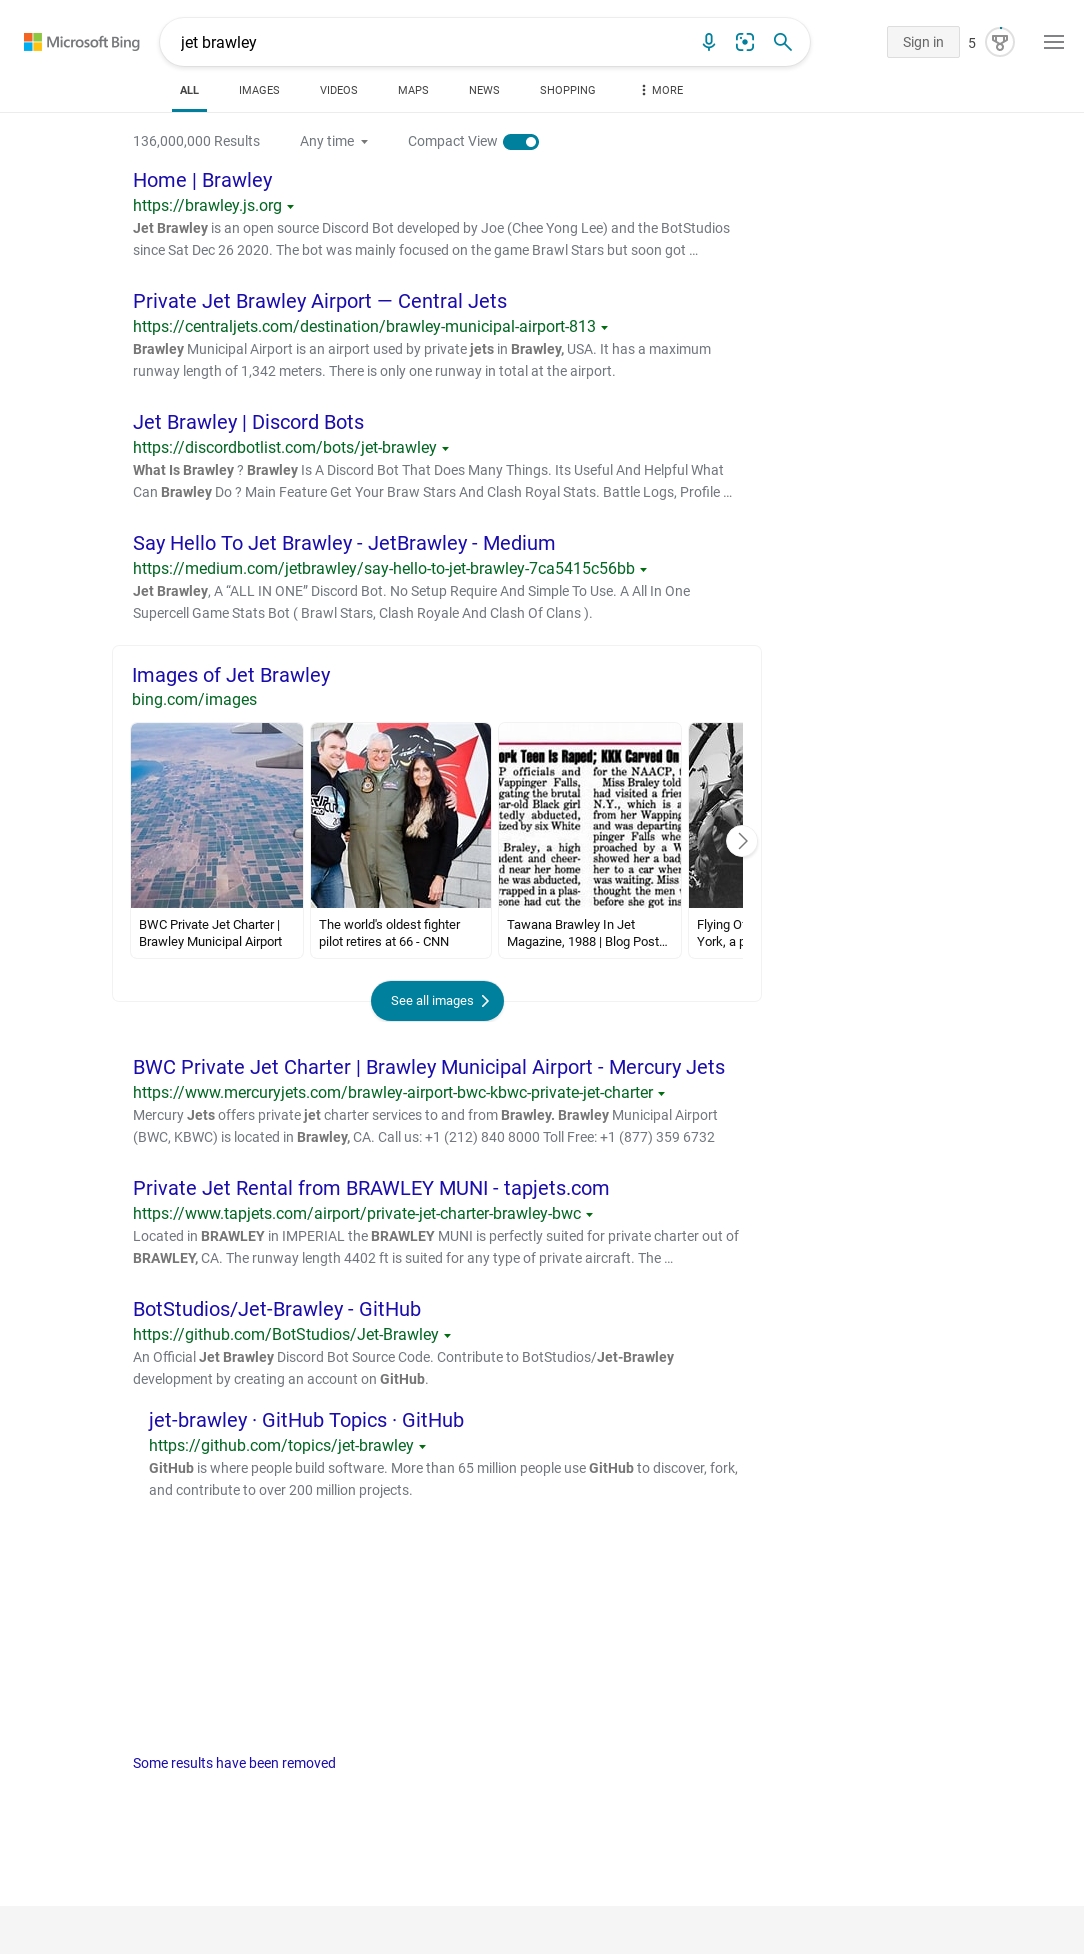 Microsoft Bing
jet brawley
Sign in
5
ALL
IMAGES
VIDEOS
MAPS
NEWS
SHOPPING
MORE
136,000,000 Results
Any time
Compact View
Home | Brawley
https://brawley.js.org
Jet Brawley is an open source Discord Bot developed by Joe (Chee Yong Lee) and the BotStudios
since Sat Dec 26 2020. The bot was mainly focused on the game Brawl Stars but soon got …
Private Jet Brawley Airport — Central Jets
https://centraljets.com/destination/brawley-municipal-airport-813
Brawley Municipal Airport is an airport used by private jets in Brawley, USA. It has a maximum
runway length of 1,342 meters. There is only one runway in total at the airport.
Jet Brawley | Discord Bots
https://discordbotlist.com/bots/jet-brawley
What Is Brawley ? Brawley Is A Discord Bot That Does Many Things. Its Useful And Helpful What
Can Brawley Do ? Main Feature Get Your Braw Stars And Clash Royal Stats. Battle Logs, Profile …
Say Hello To Jet Brawley - JetBrawley - Medium
https://medium.com/jetbrawley/say-hello-to-jet-brawley-7ca5415c56bb
Jet Brawley, A “ALL IN ONE” Discord Bot. No Setup Require And Simple To Use. A All In One
Supercell Game Stats Bot ( Brawl Stars, Clash Royale And Clash Of Clans ).
Images of Jet Brawley
bing.com/images
ork Teen Is Raped; KKK Carved On
P officials and
Wappinger Falls,
gating the brutal
ear-old Black girl
tedly abducted,
ized by six White
Braley, a high
dent and cheer-
d near her home
he was abducted,
wrapped in a plas-
eone had cut the
for the NAACP, t
Miss Braley told
had visited a frien
N.Y., which is a
from her Wapping
and was departing
pinger Falls whe
proached by a W
showed her a bad
her to a car wher
was waiting. Miss
thought the men
before she got ins
BWC Private Jet Charter |
Brawley Municipal Airport
The world's oldest fighter
pilot retires at 66 - CNN
Tawana Brawley In Jet
Magazine, 1988 | Blog Post…
Flying O
York, a p
See all images
BWC Private Jet Charter | Brawley Municipal Airport - Mercury Jets
https://www.mercuryjets.com/brawley-airport-bwc-kbwc-private-jet-charter
Mercury Jets offers private jet charter services to and from Brawley. Brawley Municipal Airport
(BWC, KBWC) is located in Brawley, CA. Call us: +1 (212) 840 8000 Toll Free: +1 (877) 359 6732
Private Jet Rental from BRAWLEY MUNI - tapjets.com
https://www.tapjets.com/airport/private-jet-charter-brawley-bwc
Located in BRAWLEY in IMPERIAL the BRAWLEY MUNI is perfectly suited for private charter out of
BRAWLEY, CA. The runway length 4402 ft is suited for any type of private aircraft. The …
BotStudios/Jet-Brawley - GitHub
https://github.com/BotStudios/Jet-Brawley
An Official Jet Brawley Discord Bot Source Code. Contribute to BotStudios/Jet-Brawley
development by creating an account on GitHub.
jet-brawley · GitHub Topics · GitHub
https://github.com/topics/jet-brawley
GitHub is where people build software. More than 65 million people use GitHub to discover, fork,
and contribute to over 200 million projects.
Some results have been removed